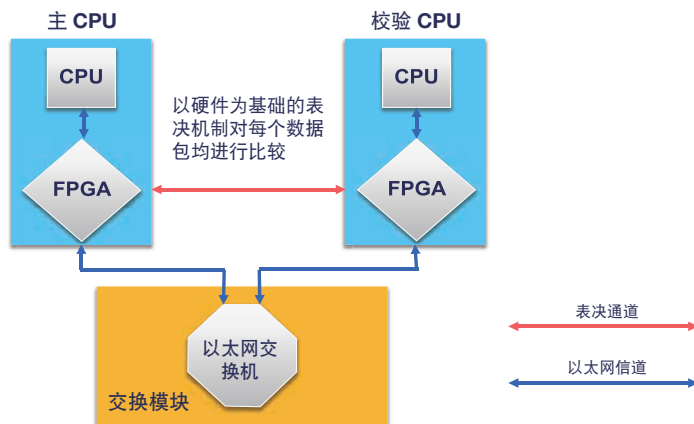 主 CPU
校验 CPU
CPU
CPU
以硬件为基础的表
决机制对每个数据
包均进行比较
FPGA
FPGA
表决通道
以太网交
换机
以太网信道
交换模块